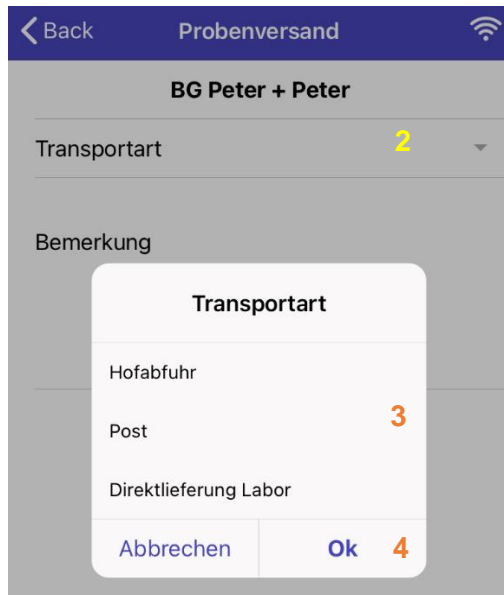 Back Probenversand
BG Peter + Peter
Transportart 2
Bemerkung
Transportart
Hofabfuhr
Post 3
Direktlieferung Labor
Abbrechen Ok 4